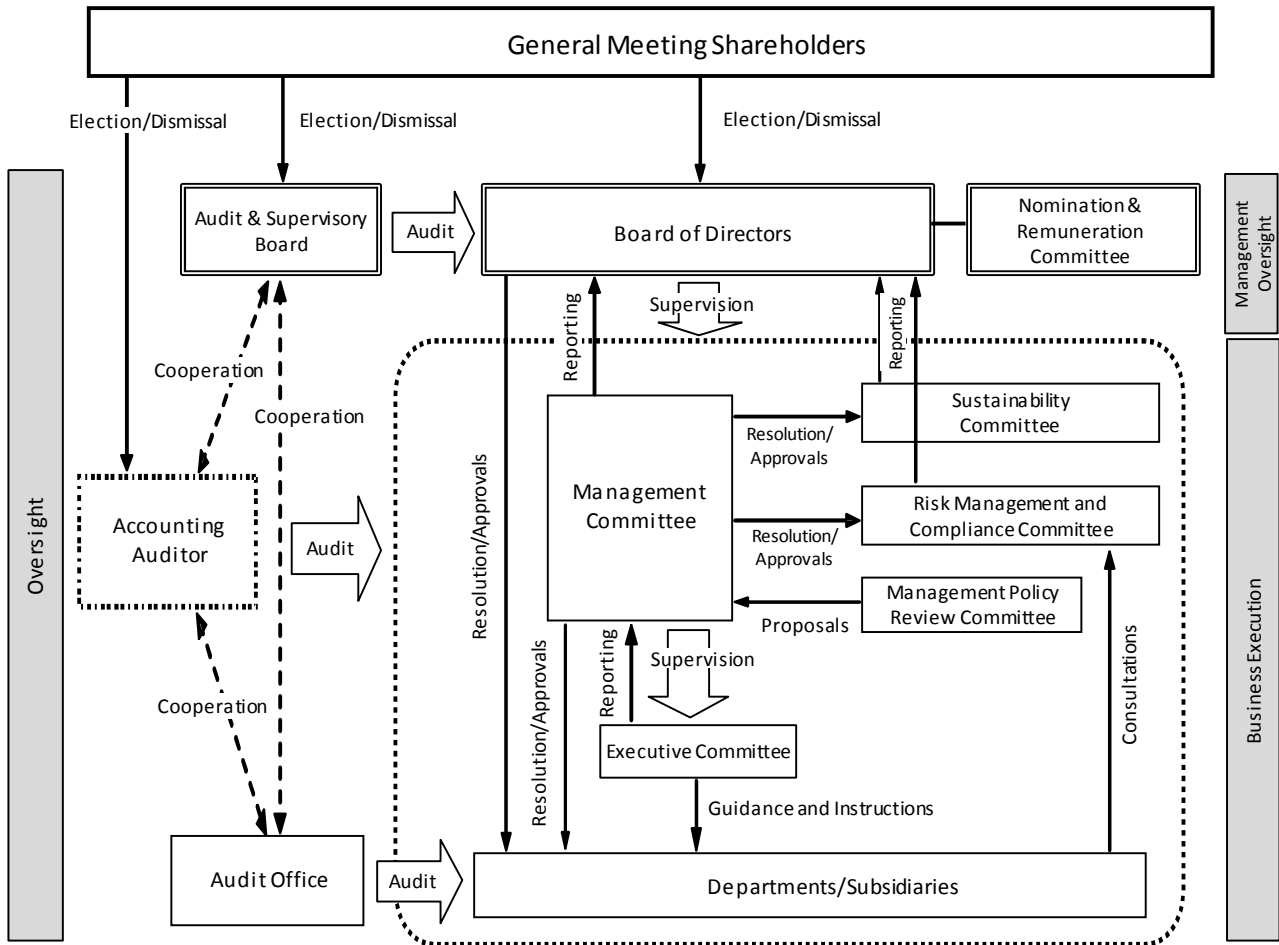 General Meeting Shareholders
Election/Dismissal
Election/Dismissal
Election/Dismissal
Oversight
Audit & Supervisory
Board
Audit
Board of Directors
Nomination &
Remuneration
Committee
Management
Oversight
Reporting
Supervision
Reporting
Cooperation
Cooperation
Resolution/Approvals
Management
Committee
Resolution/
Approvals
Sustainability
Committee
Accounting
Auditor
Audit
Resolution/
Approvals
Risk Management and
Compliance Committee
Proposals
Management Policy
Review Committee
Business Execution
Cooperation
Resolution/Approvals
Reporting
Supervision
Consultations
Executive Committee
Guidance and Instructions
Audit Office
Audit
Departments/Subsidiaries